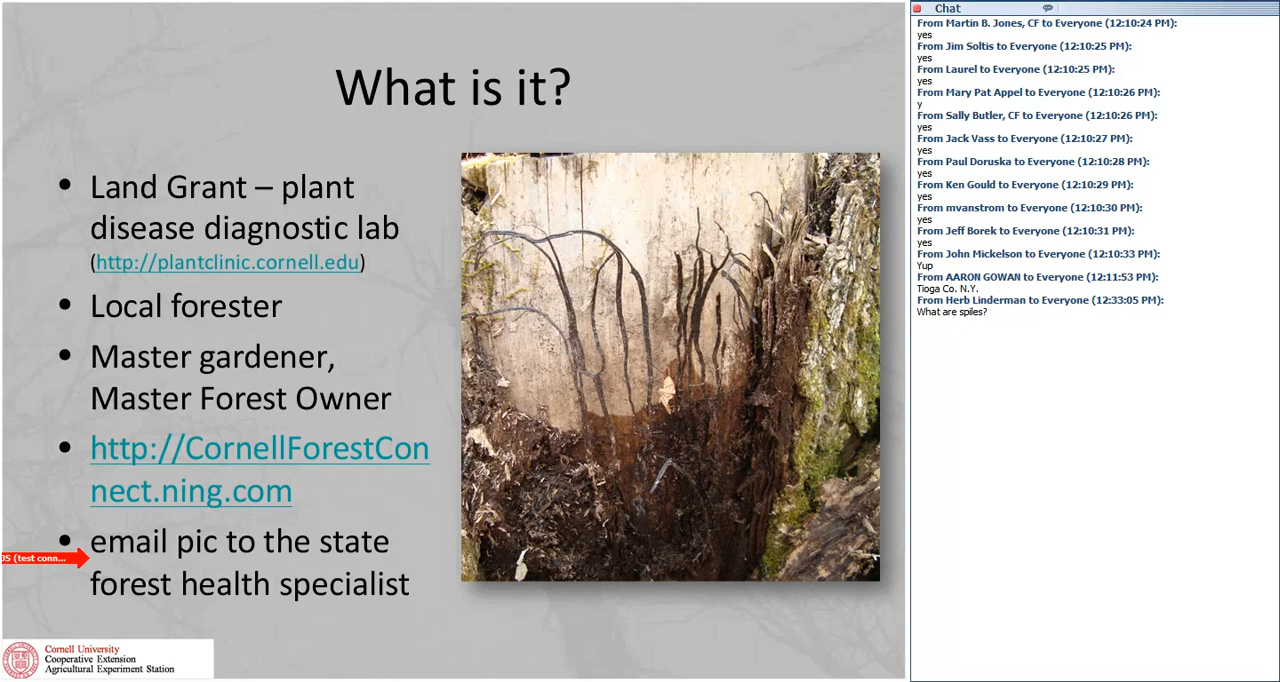 What is it?
• Land Grant – plant
disease diagnostic lab
(http://plantclinic.cornell.edu)
• Local forester
• Master gardener,
Master Forest Owner
• http://CornellForestCon
nect.ning.com
• email pic to the state
forest health specialist
JS (test conn...
Cornell University
Cooperative Extension
Agricultural Experiment Station
Chat
From Martin B. Jones, CF to Everyone (12:10:24 PM):
yes
From Jim Soltis to Everyone (12:10:25 PM):
yes
From Laurel to Everyone (12:10:25 PM):
yes
From Mary Pat Appel to Everyone (12:10:26 PM):
y
From Sally Butler, CF to Everyone (12:10:26 PM):
yes
From Jack Vass to Everyone (12:10:27 PM):
yes
From Paul Doruska to Everyone (12:10:28 PM):
yes
From Ken Gould to Everyone (12:10:29 PM):
yes
From mvanstrom to Everyone (12:10:30 PM):
yes
From Jeff Borek to Everyone (12:10:31 PM):
yes
From John Mickelson to Everyone (12:10:33 PM):
Yup
From AARON GOWAN to Everyone (12:11:53 PM):
Tioga Co. N.Y.
From Herb Linderman to Everyone (12:33:05 PM):
What are spiles?